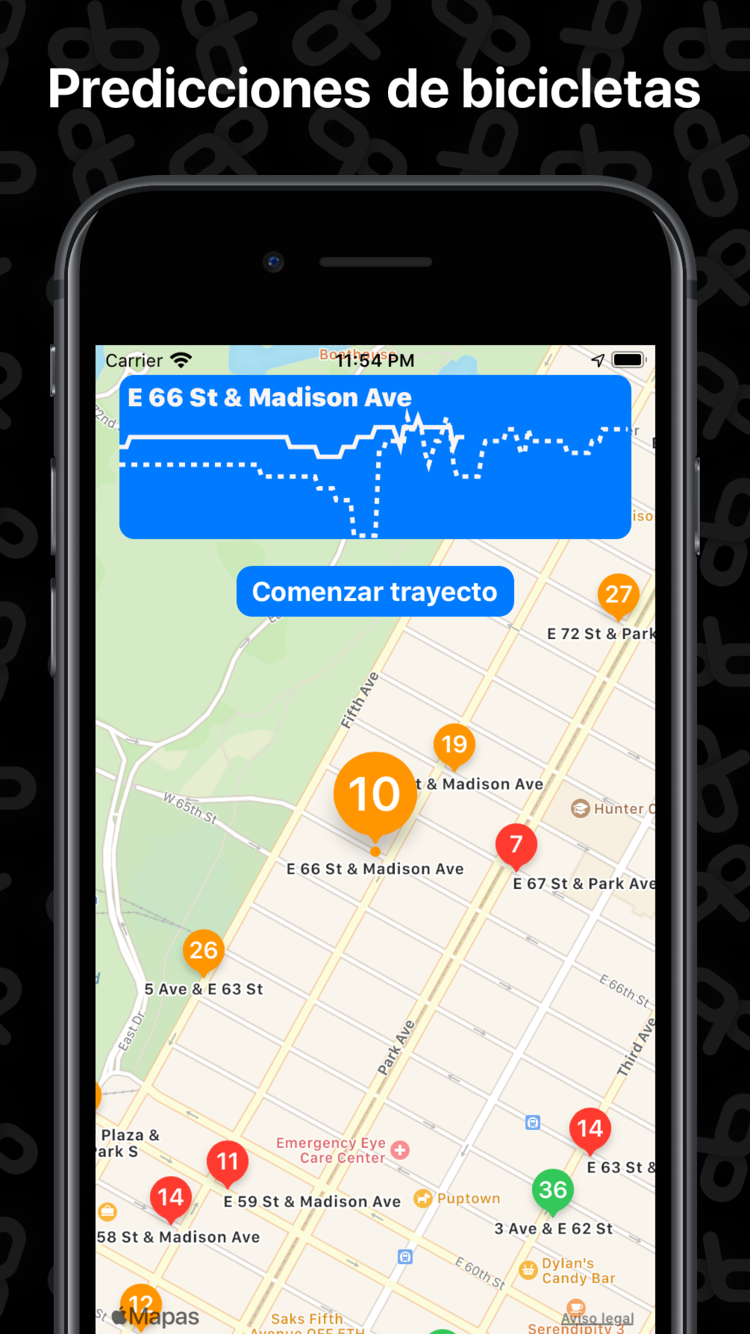 Predicciones de bicicletas
Carrier
11:54 PM
Boathouse
E 66 St & Madison Ave
Comenzar trayecto
27
E 72 St & Park
Fifth Ave
19
t & Madison Ave
10
W 65th St
Hunter C
E 66 St & Madison Ave
7
E 67 St & Park Ave
26
5 Ave & E 63 St
E 66th St
East Dr
Park Ave
Third Ave
Plaza &
Park S
Emergency Eye
Care Center
14
E 63 St &
11
E 59 St & Madison Ave
Puptown
36
14
3 Ave & E 62 St
58 St & Madison Ave
E 60th St
Dylan's
Candy Bar
12
Mapas
Saks Fifth
Avenue OFF 5TH
Aviso legal
Serendipity 3